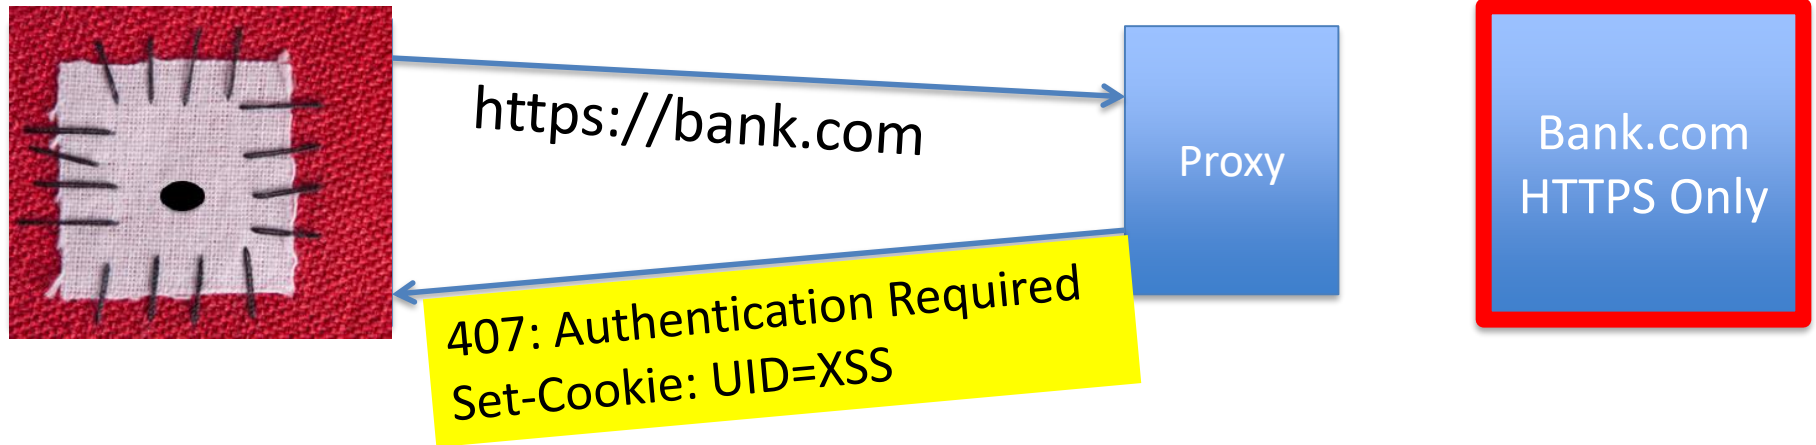 https://bank.com
Proxy
Bank.com
HTTPS Only
407: Authentication Required
Set-Cookie: UID=XSS